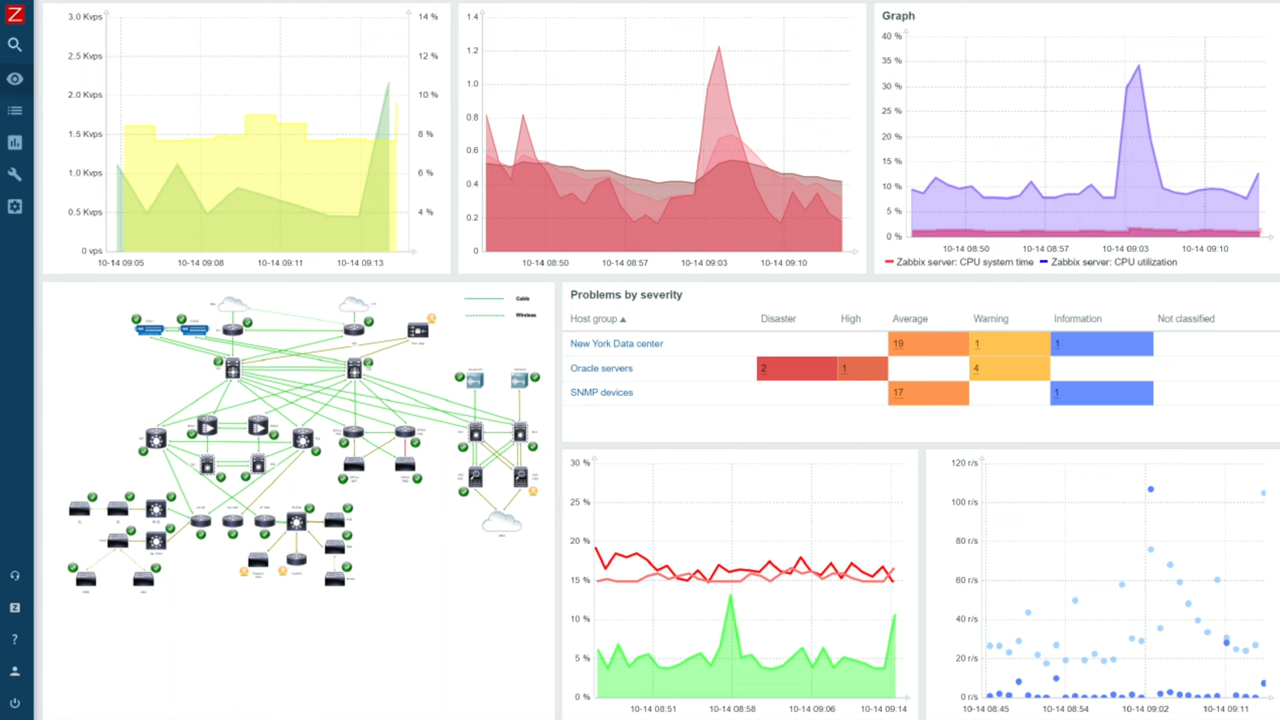 Z
3.0 Kvps
2.5 Kvps
2.0 Kvps
1.5 Kvps
1.0 Kvps
0.5 Kvps
0 vps
14 %
12 %
10 %
8 %
6 %
4 %
10-14 09:05 10-14 09:08 10-14 09:11 10-14 09:13
1.4
1.2
1.0
0.8
0.6
0.4
0.2
0
10-14 08:50 10-14 08:57 10-14 09:03 10-14 09:10
Graph
40 %
35 %
30 %
25 %
20 %
15 %
10 %
5 %
0 %
10-14 08:50 10-14 08:57 10-14 09:03 10-14 09:10
Zabbix server: CPU system time Zabbix server: CPU utilization
Cable
Wireless
Problems by severity
Host group ▲ Disaster High Average Warning Information Not classified
New York Data center 19 1 1
Oracle servers 2 1 4
SNMP devices 17 1
30 %
25 %
20 %
15 %
10 %
5 %
0 %
10-14 08:51 10-14 08:58 10-14 09:06 10-14 09:14
120 r/s
100 r/s
80 r/s
60 r/s
40 r/s
20 r/s
0 r/s
10-14 08:45 10-14 08:54 10-14 09:02 10-14 09:11
Z
?